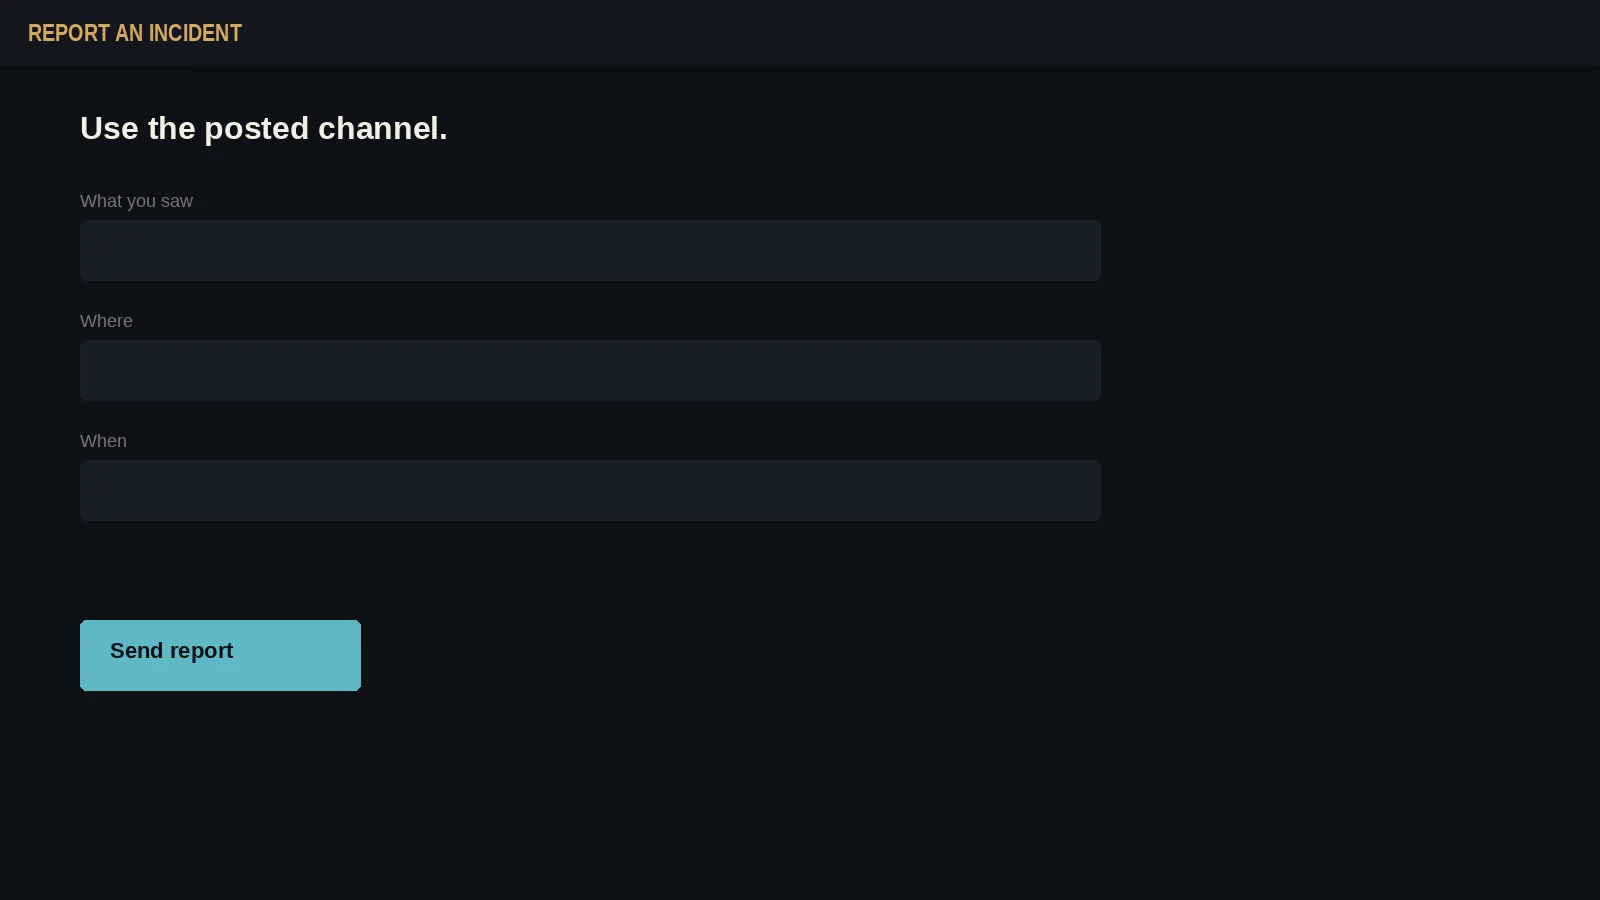 REPORT AN INCIDENT
Use the posted channel.
What you saw
Where
When
Send report